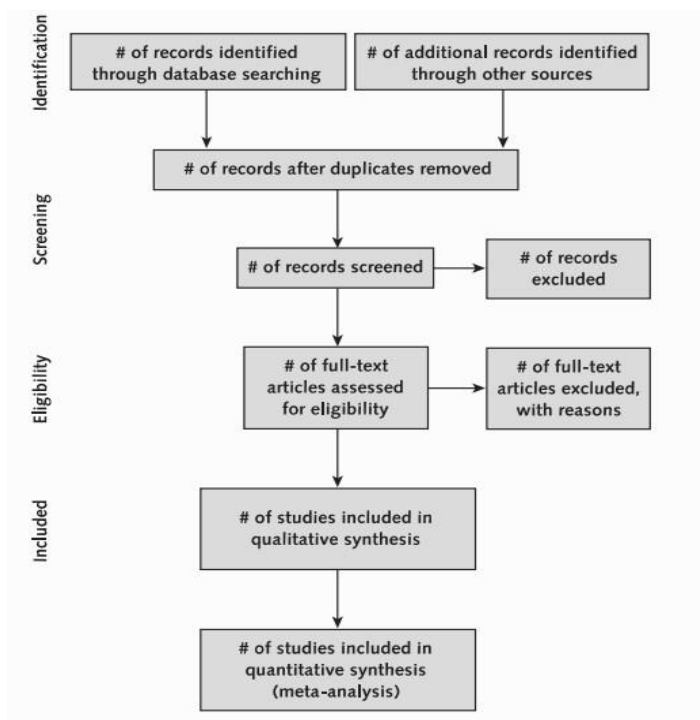 Identification
# of records identified
through database searching
# of additional records identified
through other sources
# of records after duplicates removed
Screening
# of records screened
# of records
excluded
Eligibility
# of full-text
articles assessed
for eligibility
# of full-text
articles excluded,
with reasons
Included
# of studies included in
qualitative synthesis
# of studies included in
quantitative synthesis
(meta-analysis)